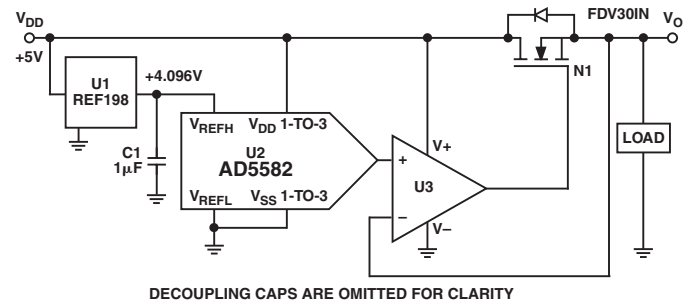 VDD
+5V
FDV30IN
VO
N1
U1
REF198
+4.096V
C1
1µF
VREFH VDD 1-TO-3
U2
AD5582
VREFL VSS 1-TO-3
+
−
V+
U3
V−
LOAD
DECOUPLING CAPS ARE OMITTED FOR CLARITY